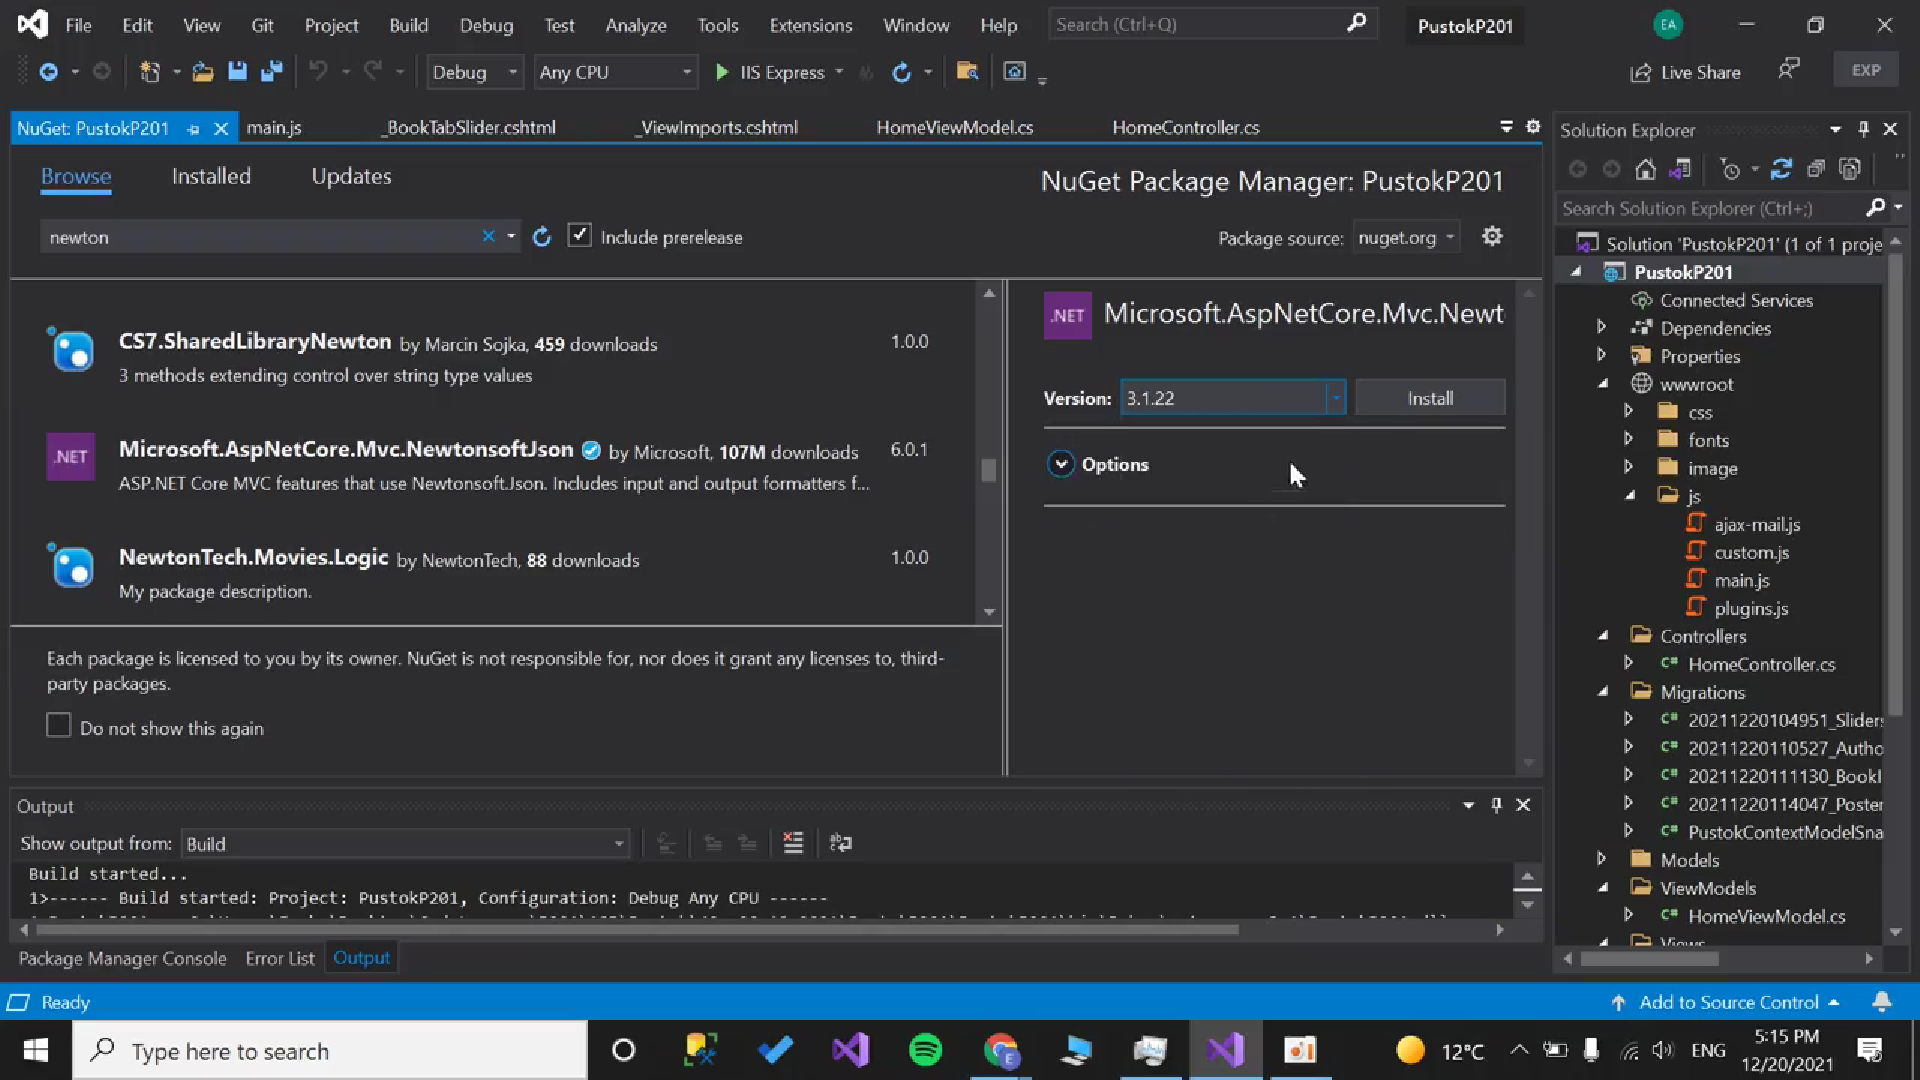 File Edit View Git Project Build Debug Test Analyze Tools Extensions Window Help Search (Ctrl+Q) PustokP201 EA
Debug Any CPU IIS Express Live Share EXP
NuGet: PustokP201 main.js _BookTabSlider.cshtml _ViewImports.cshtml HomeViewModel.cs HomeController.cs
Browse Installed Updates
NuGet Package Manager: PustokP201
newton Include prerelease
Package source: nuget.org
CS7.SharedLibraryNewton by Marcin Sojka, 459 downloads 1.0.0
3 methods extending control over string type values
.NET Microsoft.AspNetCore.Mvc.NewtonsoftJson by Microsoft, 107M downloads 6.0.1
ASP.NET Core MVC features that use Newtonsoft.Json. Includes input and output formatters f...
NewtonTech.Movies.Logic by NewtonTech, 88 downloads 1.0.0
My package description.
Each package is licensed to you by its owner. NuGet is not responsible for, nor does it grant any licenses to, third-
party packages.
Do not show this again
.NET Microsoft.AspNetCore.Mvc.Newt
Version: 3.1.22 Install
Options
Solution Explorer
Search Solution Explorer (Ctrl+;)
Solution 'PustokP201' (1 of 1 proje
PustokP201
Connected Services
Dependencies
Properties
wwwroot
css
fonts
image
js
ajax-mail.js
custom.js
main.js
plugins.js
Controllers
C# HomeController.cs
Migrations
C# 20211220104951_Sliders
C# 20211220110527_Autho
C# 20211220111130_BookI
C# 20211220114047_Poster
C# PustokContextModelSna
Models
ViewModels
C# HomeViewModel.cs
Views
Output
Show output from: Build
Build started...
1>------ Build started: Project: PustokP201, Configuration: Debug Any CPU ------
Package Manager Console Error List Output
Ready Add to Source Control
Type here to search 12°C ENG 5:15 PM
12/20/2021